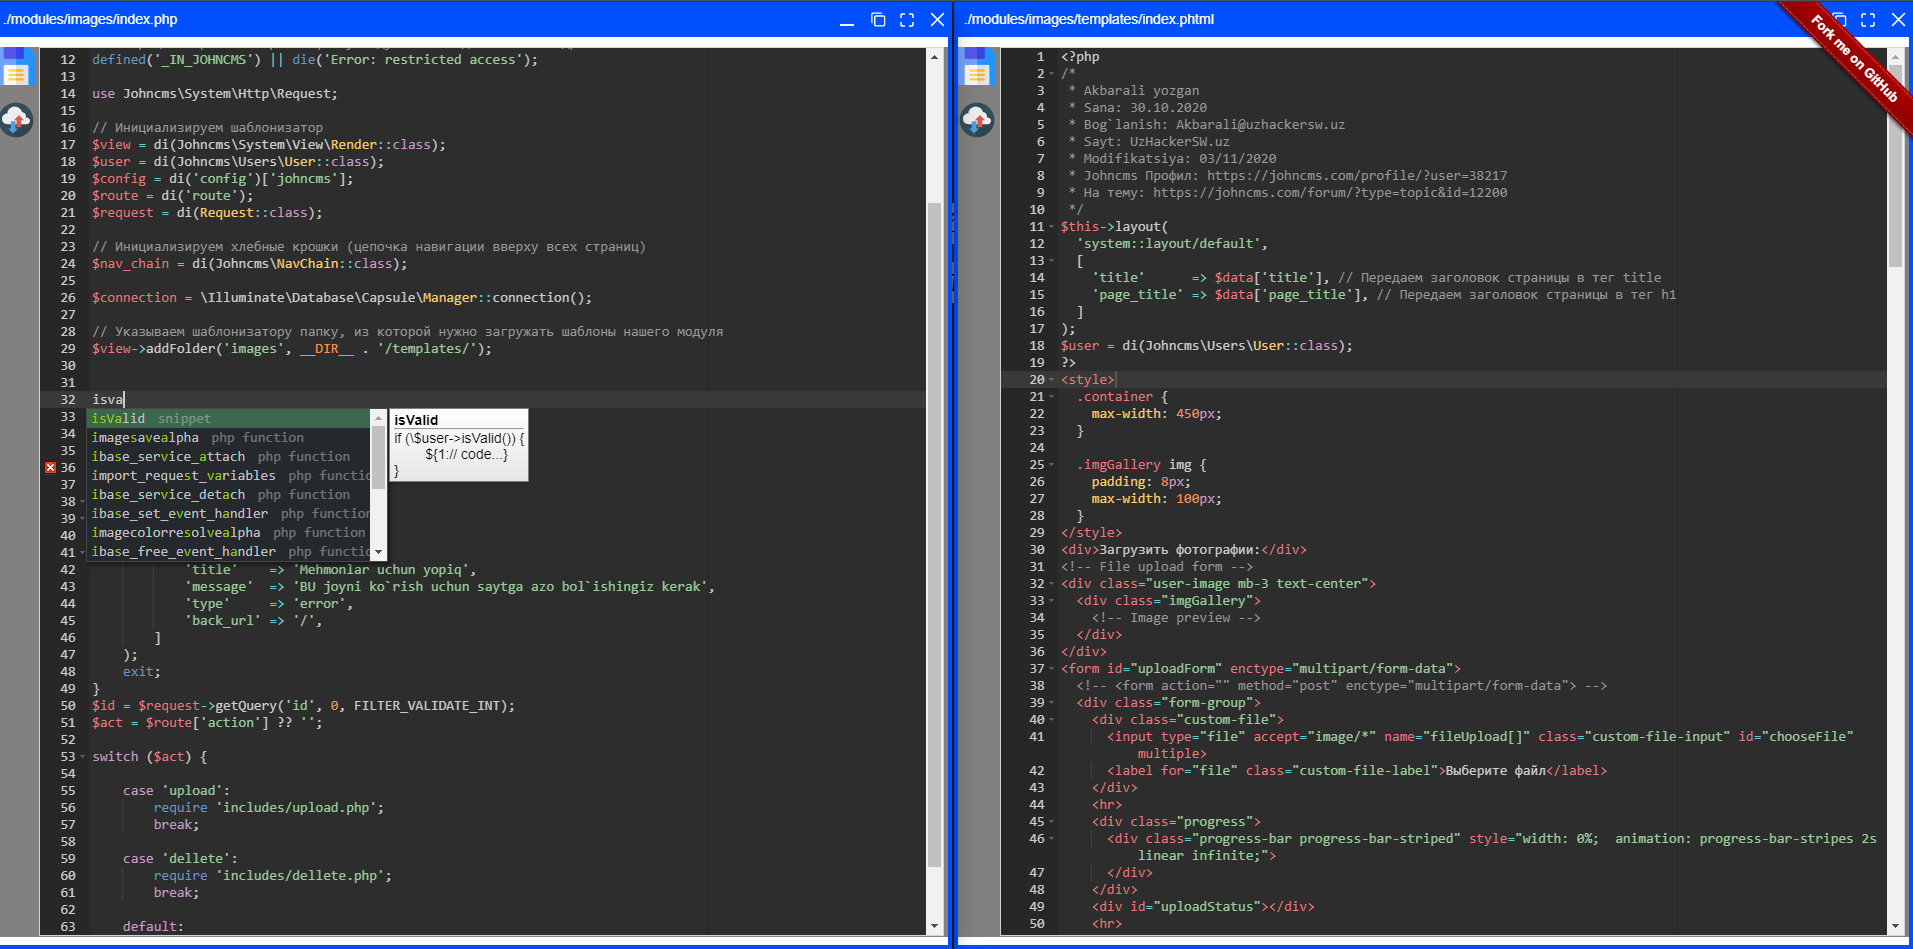 ./modules/images/index.php
12 defined('_IN_JOHNCMS') || die('Error: restricted access');
13
14 use Johncms\System\Http\Request;
15
16 // Инициализируем шаблонизатор
17 $view = di(Johncms\System\View\Render::class);
18 $user = di(Johncms\Users\User::class);
19 $config = di('config')['johncms'];
20 $route = di('route');
21 $request = di(Request::class);
22
23 // Инициализируем хлебные крошки (цепочка навигации вверху всех страниц)
24 $nav_chain = di(Johncms\NavChain::class);
25
26 $connection = \Illuminate\Database\Capsule\Manager::connection();
27
28 // Указываем шаблонизатору папку, из которой нужно загружать шаблоны нашего модуля
29 $view->addFolder('images', __DIR__ . '/templates/');
30
31
32 isva
33
34
35
36
37
38
39
40
41
isValid snippet
imagesavealpha php function
ibase_service_attach php function
import_request_variables php functio
ibase_service_detach php function
ibase_set_event_handler php function
imagecolorresolvealpha php function
ibase_free_event_handler php functio
isValid
if (\$user->isValid()) {
${1:// code...}
}
42 'title' => 'Mehmonlar uchun yopiq',
43 'message' => 'BU joyni ko`rish uchun saytga azo bol`ishingiz kerak',
44 'type' => 'error',
45 'back_url' => '/',
46 ]
47 );
48 exit;
49 }
50 $id = $request->getQuery('id', 0, FILTER_VALIDATE_INT);
51 $act = $route['action'] ?? '';
52
53 switch ($act) {
54
55 case 'upload':
56 require 'includes/upload.php';
57 break;
58
59 case 'dellete':
60 require 'includes/dellete.php';
61 break;
62
63 default:
./modules/images/templates/index.phtml
Fork me on GitHub
1 <?php
2 /*
3 * Akbarali yozgan
4 * Sana: 30.10.2020
5 * Bog`lanish: Akbarali@uzhackersw.uz
6 * Sayt: UzHackerSW.uz
7 * Modifikatsiya: 03/11/2020
8 * Johncms Профил: https://johncms.com/profile/?user=38217
9 * На тему: https://johncms.com/forum/?type=topic&id=12200
10 */
11 $this->layout(
12 'system::layout/default',
13 [
14 'title' => $data['title'], // Передаем заголовок страницы в тег title
15 'page_title' => $data['page_title'], // Передаем заголовок страницы в тег h1
16 ]
17 );
18 $user = di(Johncms\Users\User::class);
19 ?>
20 <style>
21 .container {
22 max-width: 450px;
23 }
24
25 .imgGallery img {
26 padding: 8px;
27 max-width: 100px;
28 }
29 </style>
30 <div>Загрузить фотографии:</div>
31 <!-- File upload form -->
32 <div class="user-image mb-3 text-center">
33 <div class="imgGallery">
34 <!-- Image preview -->
35 </div>
36 </div>
37 <form id="uploadForm" enctype="multipart/form-data">
38 <!-- <form action="" method="post" enctype="multipart/form-data"> -->
39 <div class="form-group">
40 <div class="custom-file">
41 <input type="file" accept="image/*" name="fileUpload[]" class="custom-file-input" id="chooseFile"
multiple>
42 <label for="file" class="custom-file-label">Выберите файл</label>
43 </div>
44 <hr>
45 <div class="progress">
46 <div class="progress-bar progress-bar-striped" style="width: 0%; animation: progress-bar-stripes 2s
linear infinite;">
47 </div>
48 </div>
49 <div id="uploadStatus"></div>
50 <hr>